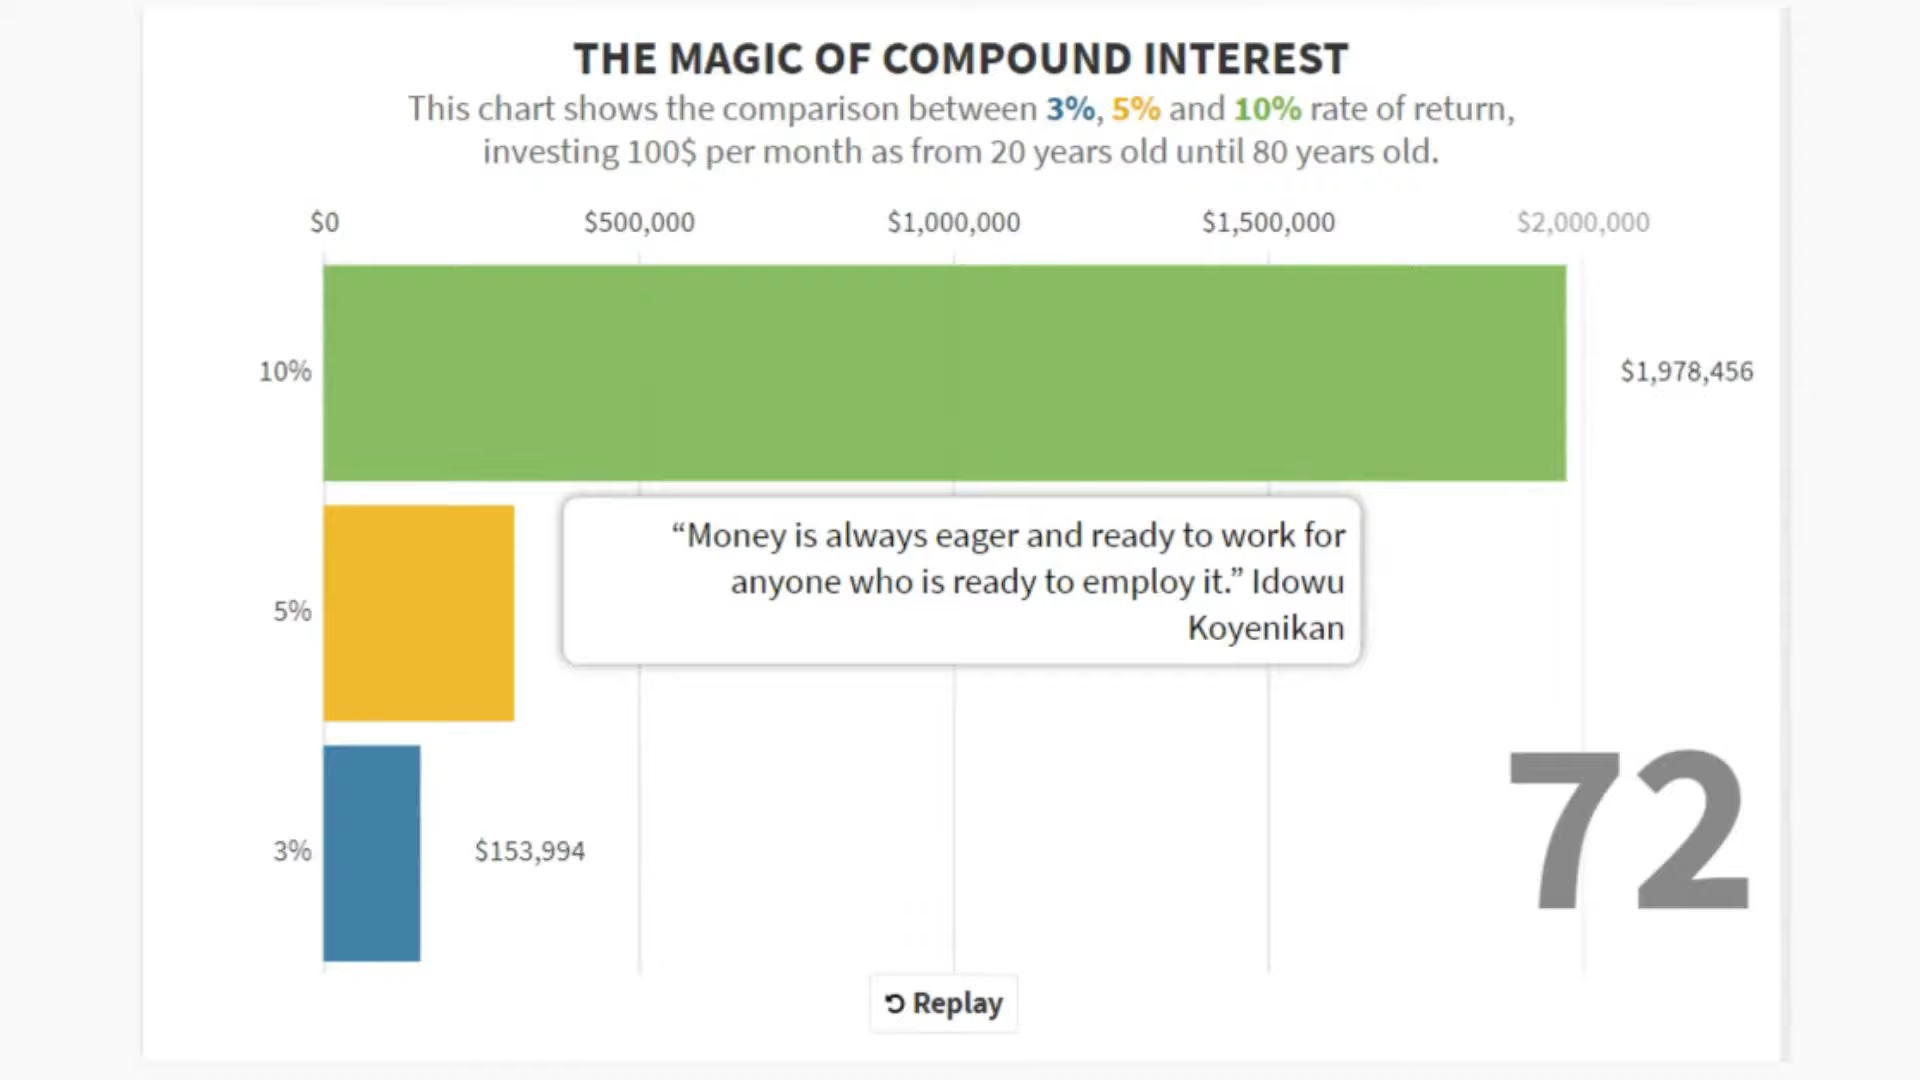 THE MAGIC OF COMPOUND INTEREST
This chart shows the comparison between 3%, 5% and 10% rate of return,
investing 100$ per month as from 20 years old until 80 years old.
$0 $500,000 $1,000,000 $1,500,000 $2,000,000
10% $1,978,456
“Money is always eager and ready to work for
anyone who is ready to employ it.” Idowu
Koyenikan
5%
72
3% $153,994
Replay